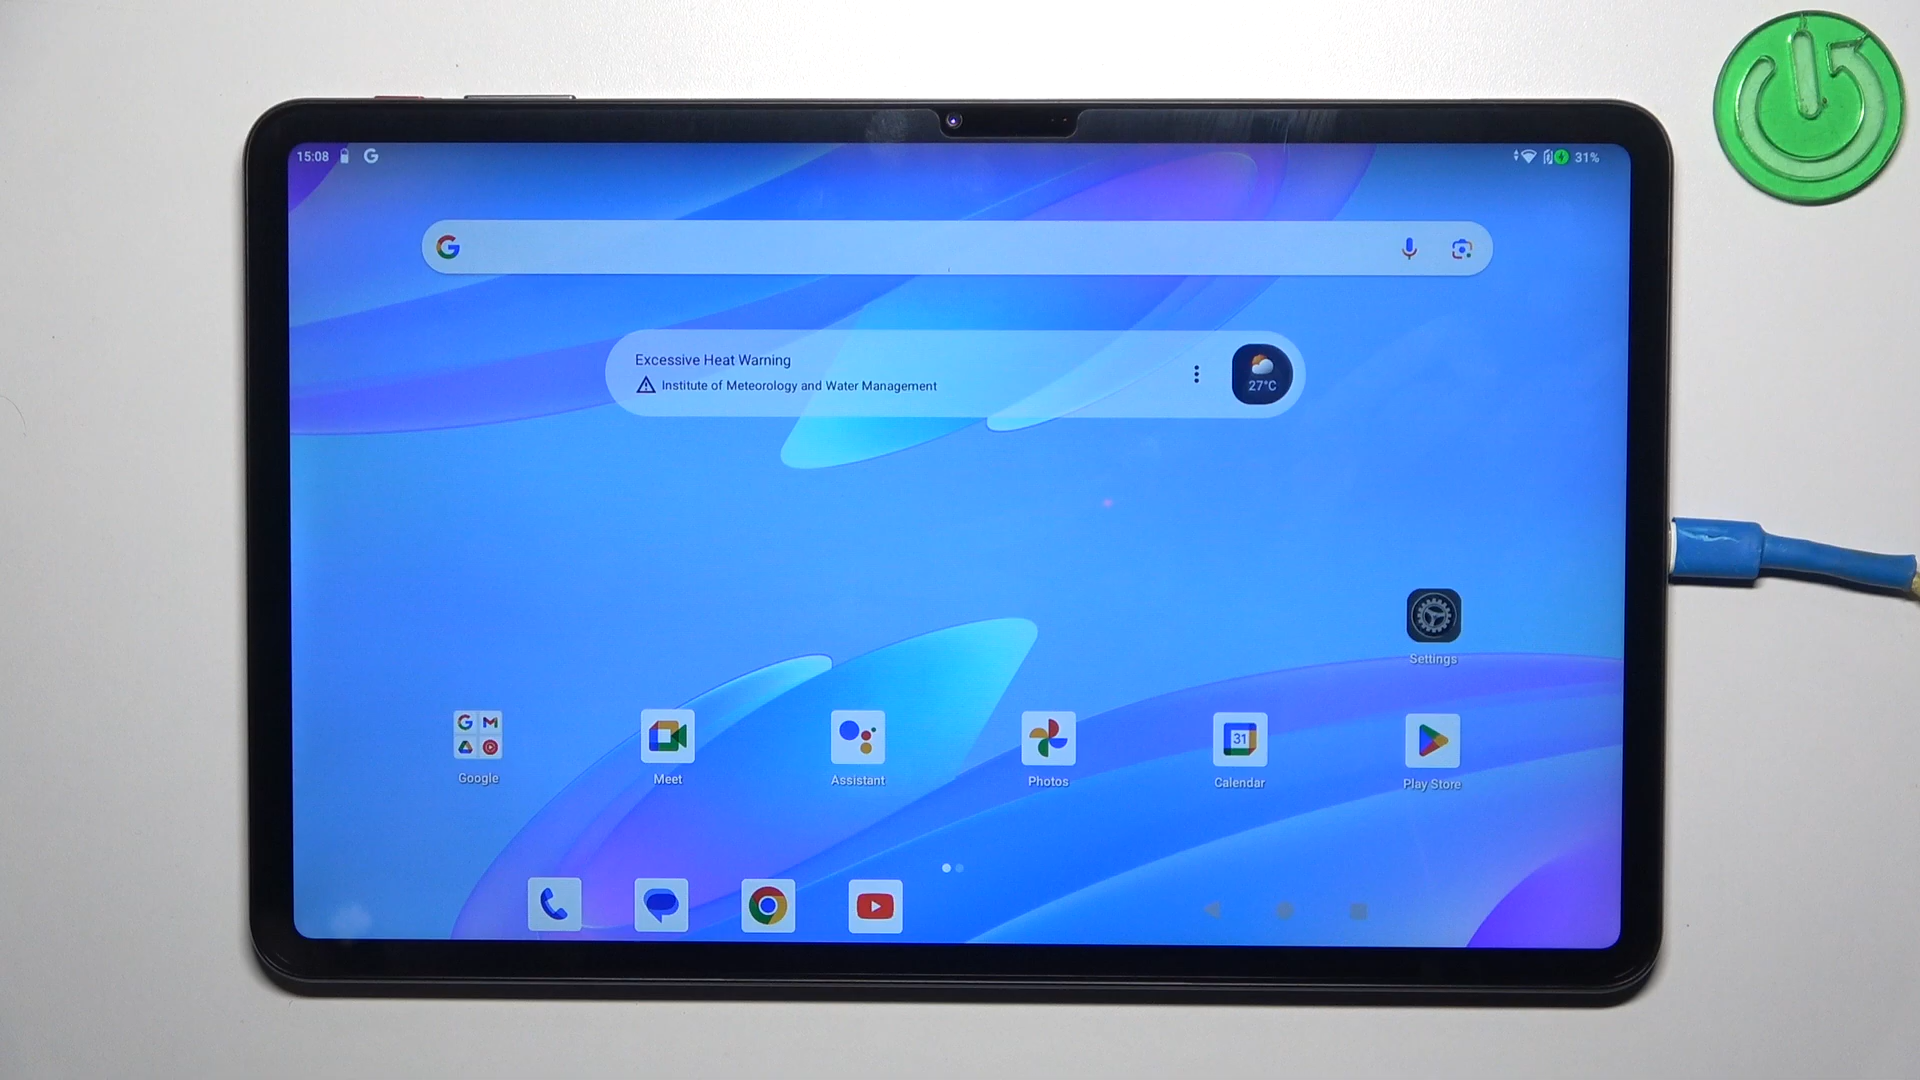 15:08 G
31%
G
Excessive Heat Warning
Institute of Meteorology and Water Management
27°C
Settings
G M
31
Google
Meet
Assistant
Photos
Calendar
Play Store